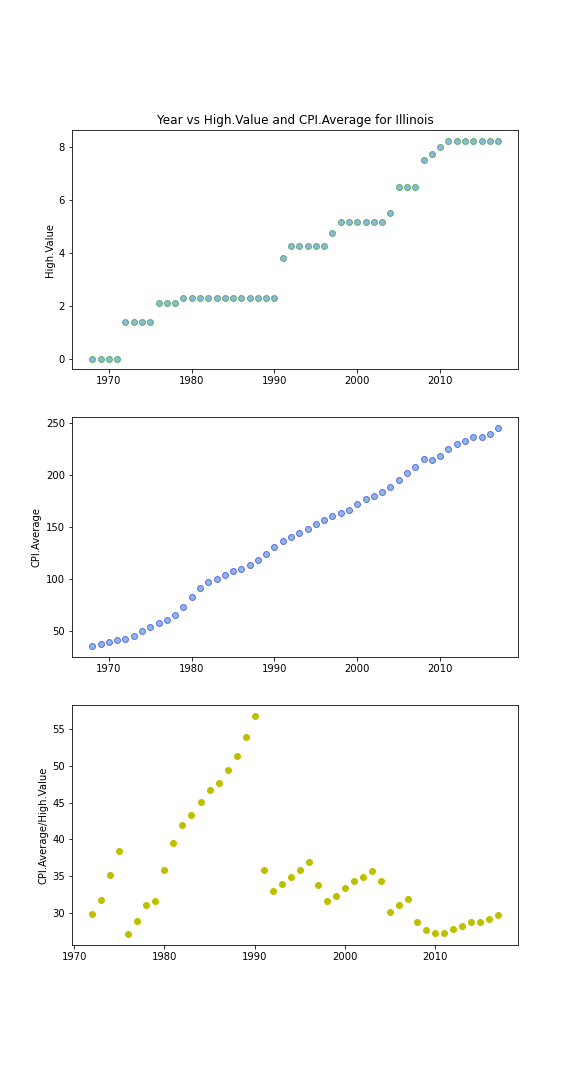 Year vs High.Value and CPI.Average for Illinois
High.Value
8
6
4
2
0
1970 1980 1990 2000 2010
CPI.Average
250
200
150
100
50
1970 1980 1990 2000 2010
CPI.Average/High.Value
55
50
45
40
35
30
1970 1980 1990 2000 2010